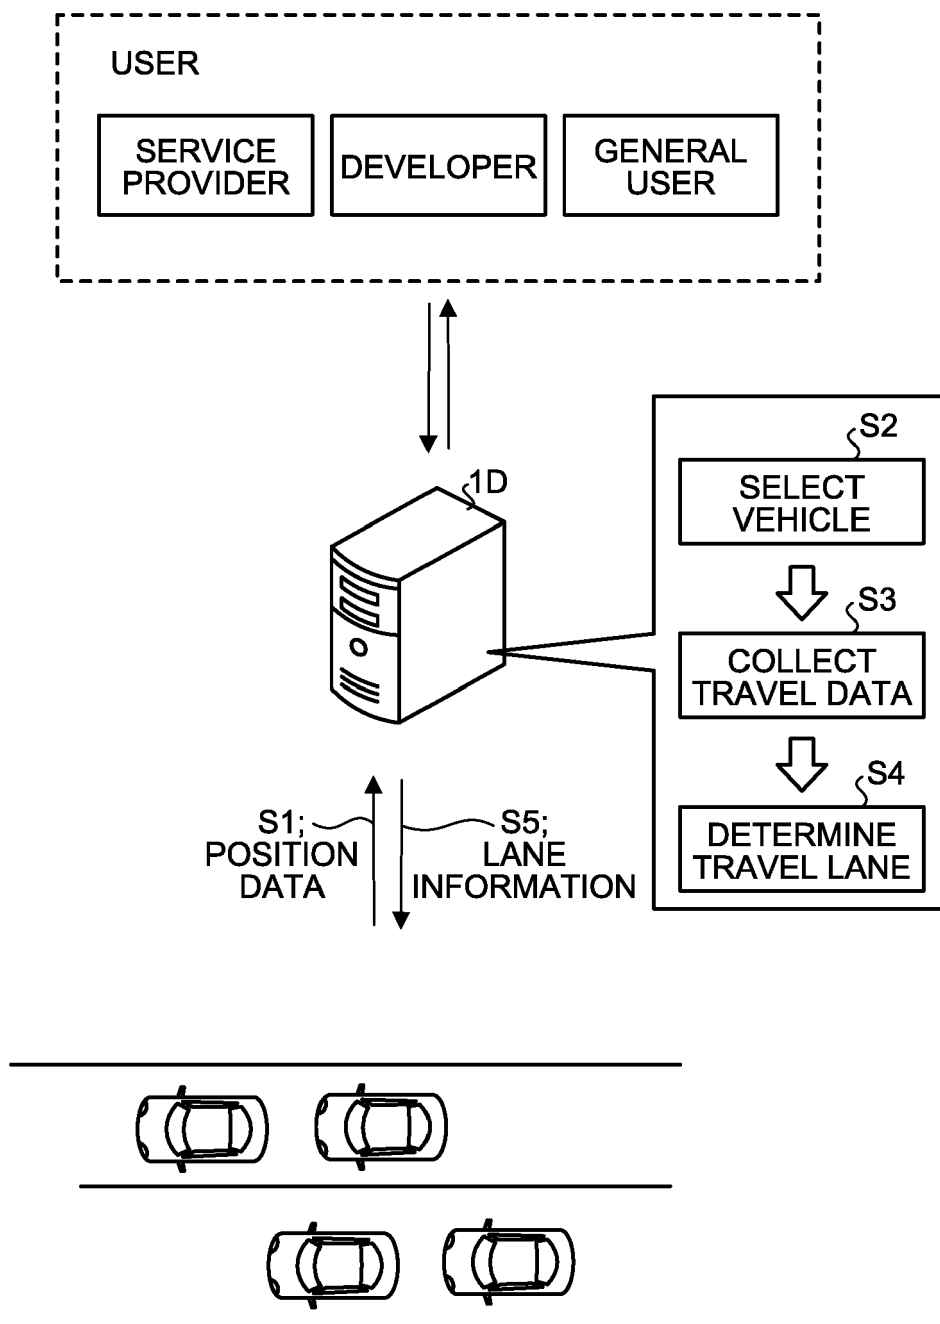 USER
SERVICE
PROVIDER
DEVELOPER
GENERAL
USER
1D
S2
SELECT
VEHICLE
S3
COLLECT
TRAVEL DATA
S4
DETERMINE
TRAVEL LANE
S1;
POSITION
DATA
S5;
LANE
INFORMATION